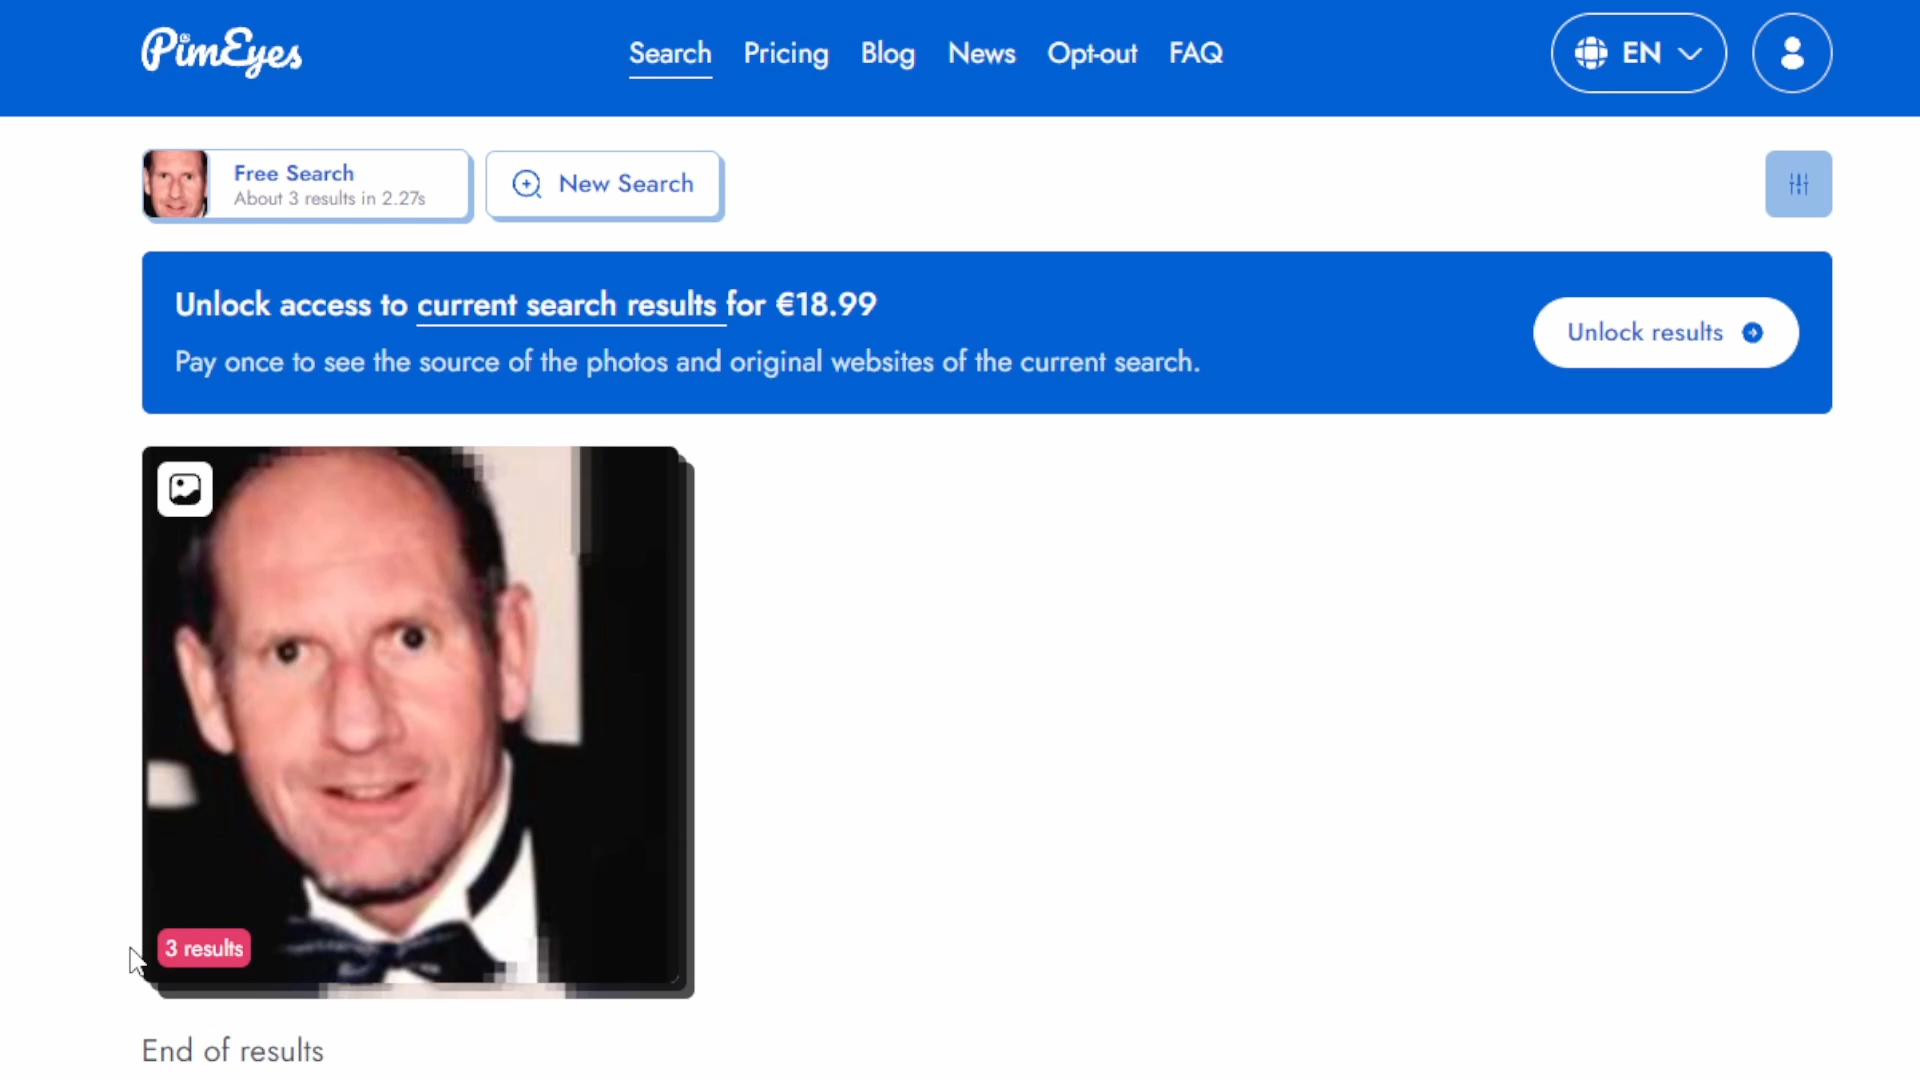 PimEyes
Search Pricing Blog News Opt-out FAQ
EN
Free Search
About 3 results in 2.27s
New Search
Unlock access to current search results for €18.99
Pay once to see the source of the photos and original websites of the current search.
Unlock results
3 results
End of results